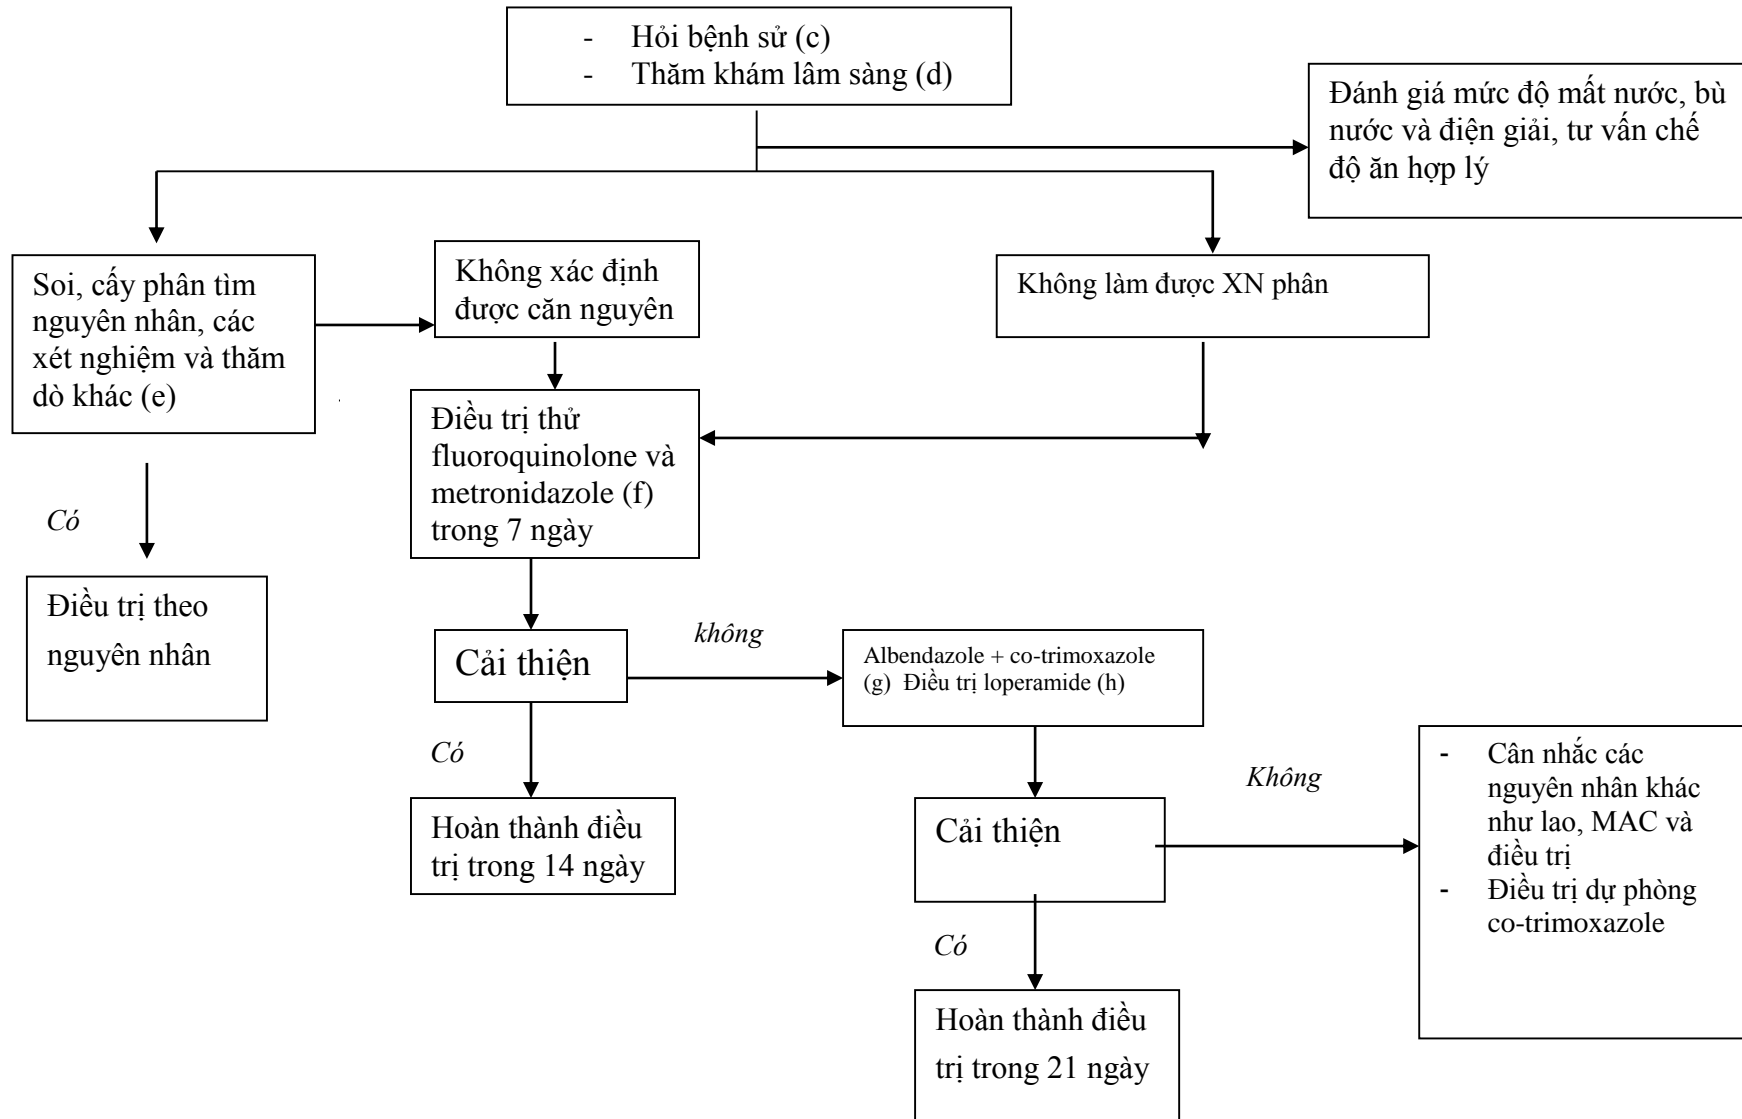 - Hỏi bệnh sử (c)
- Thăm khám lâm sàng (d)
Đánh giá mức độ mất nước, bù
nước và điện giải, tư vấn chế
độ ăn hợp lý
Soi, cấy phân tìm
nguyên nhân, các
xét nghiệm và thăm
dò khác (e)
Không xác định
được căn nguyên
Không làm được XN phân
Điều trị thử
fluoroquinolone và
metronidazole (f)
trong 7 ngày
Có
Điều trị theo
nguyên nhân
Cải thiện
không
Albendazole + co-trimoxazole
(g) Điều trị loperamide (h)
Có
Hoàn thành điều
trị trong 14 ngày
Cải thiện
Không
- Cân nhắc các
nguyên nhân khác
như lao, MAC và
điều trị
- Điều trị dự phòng
co-trimoxazole
Có
Hoàn thành điều
trị trong 21 ngày